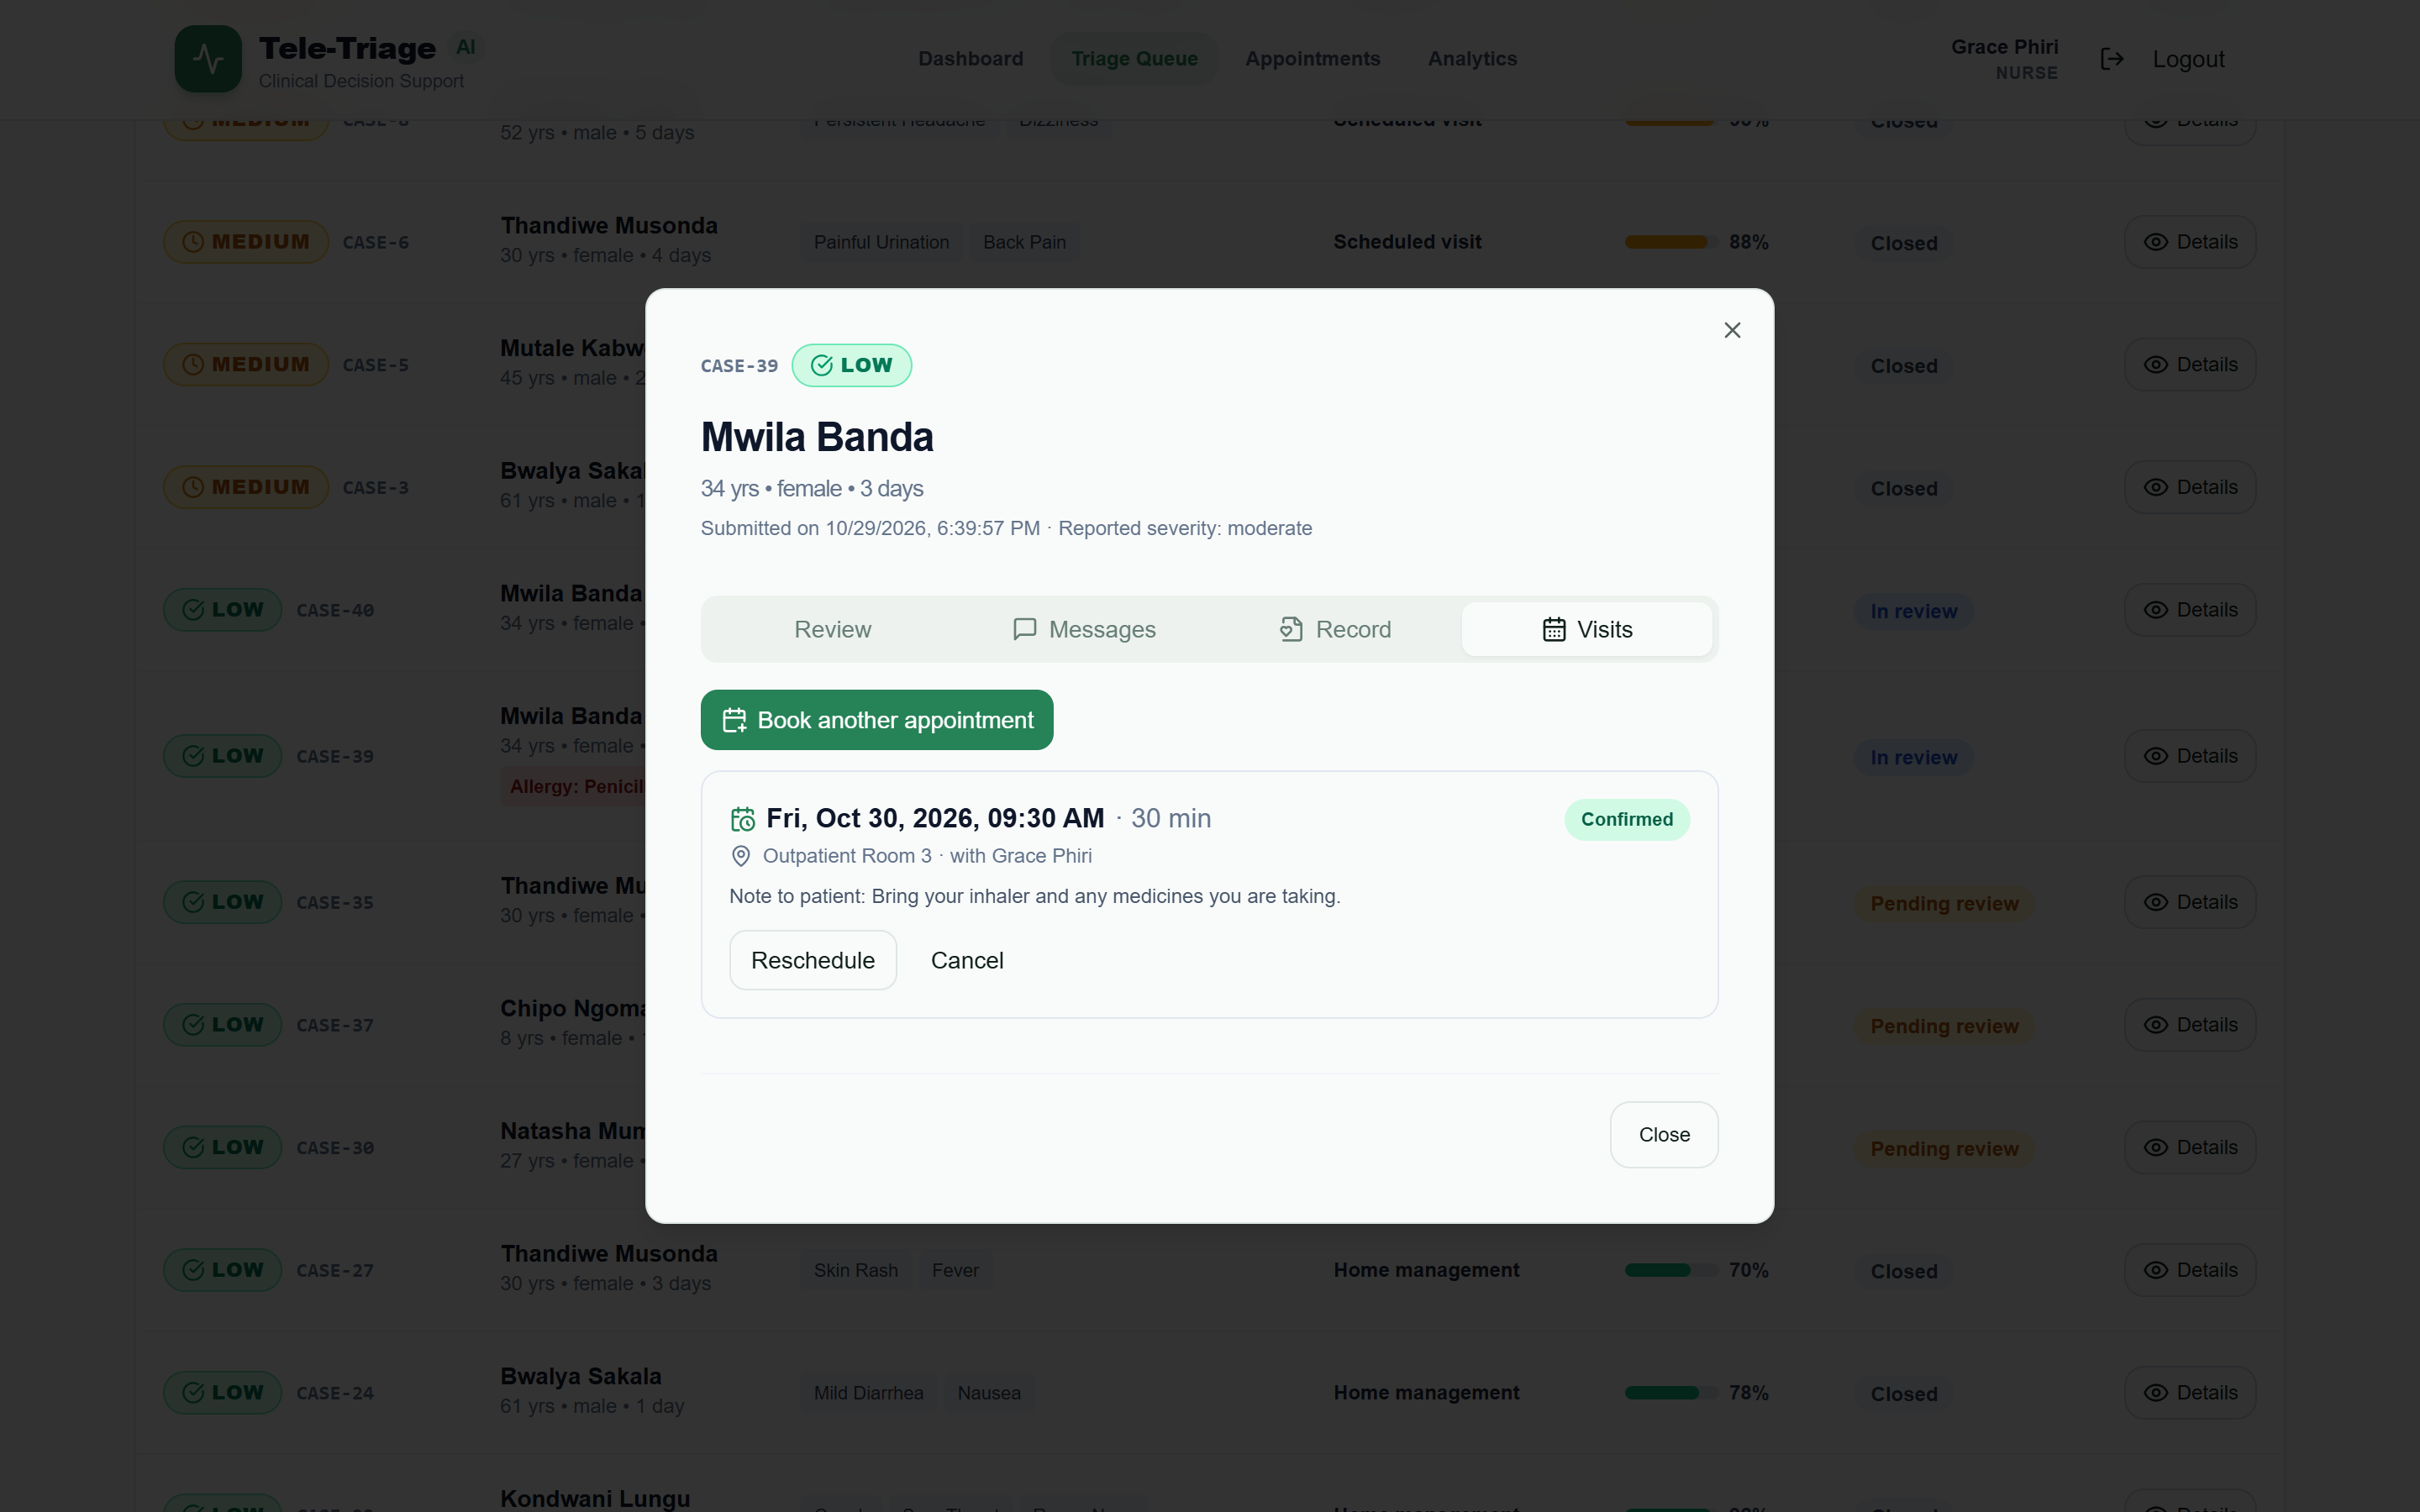 Tele-Triage AI
Clinical Decision Support
Dashboard Triage Queue Appointments Analytics
Grace Phiri
NURSE
Logout
MEDIUM CASE-8 52 yrs • male • 5 days Persistent Headache Dizziness Scheduled visit Closed Details
MEDIUM CASE-6 Thandiwe Musonda Painful Urination Back Pain Scheduled visit 88% Closed Details
30 yrs • female • 4 days
MEDIUM CASE-5 Mutale Closed Details
45 yrs • male •
MEDIUM CASE-3 Bwalya Closed Details
61 yrs • male •
LOW CASE-40 Mwila Banda In review Details
34 yrs • female •
LOW CASE-39 Mwila Banda In review Details
34 yrs • female •
Allergy:
LOW CASE-35 Thandiwe Pending review Details
30 yrs • female •
LOW CASE-37 Chipo Pending review Details
8 yrs • female •
LOW CASE-30 Natasha Pending review Details
27 yrs • female •
LOW CASE-27 Thandiwe Musonda Skin Rash Fever Home management 70% Closed Details
30 yrs • female • 3 days
LOW CASE-24 Bwalya Sakala Mild Diarrhea Nausea Home management 78% Closed Details
61 yrs • male • 1 day
Kondwani Lungu
CASE-39 LOW
Mwila Banda
34 yrs • female • 3 days
Submitted on 10/29/2026, 6:39:57 PM · Reported severity: moderate
Review Messages Record Visits
Book another appointment
Fri, Oct 30, 2026, 09:30 AM · 30 min Confirmed
Outpatient Room 3 · with Grace Phiri
Note to patient: Bring your inhaler and any medicines you are taking.
Reschedule Cancel
Close